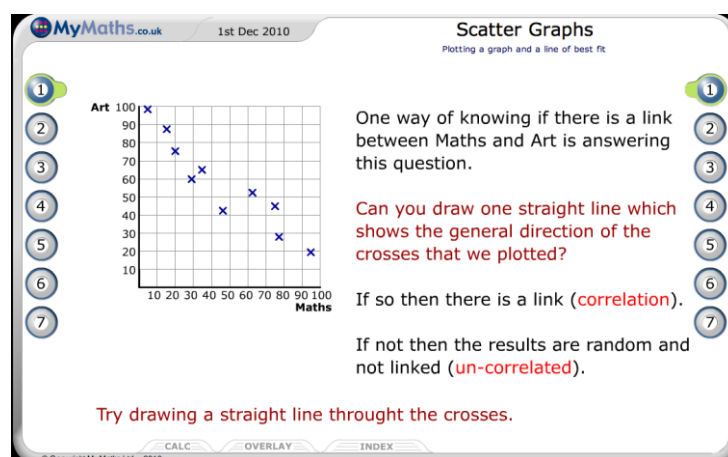 MyMaths.co.uk
1st Dec 2010
Scatter Graphs
Plotting a graph and a line of best fit
1
2
3
4
5
6
7
Art 100
90
80
70
60
50
40
30
20
10
10 20 30 40 50 60 70 80 90 100
Maths
One way of knowing if there is a link
between Maths and Art is answering
this question.
Can you draw one straight line which
shows the general direction of the
crosses that we plotted?
If so then there is a link (correlation).
If not then the results are random and
not linked (un-correlated).
Try drawing a straight line throught the crosses.
1
2
3
4
5
6
7
CALC
OVERLAY
INDEX